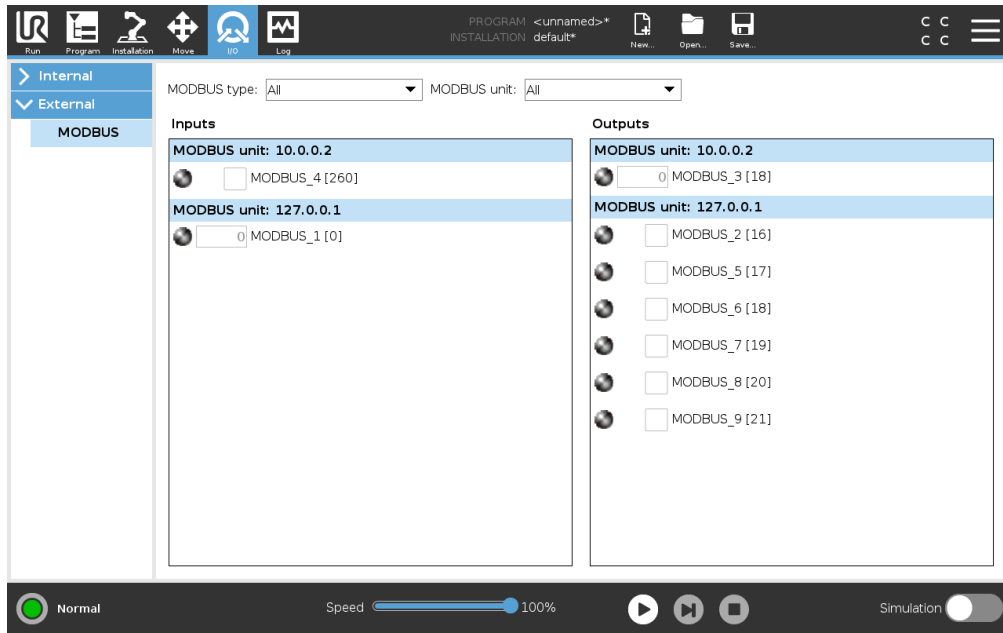 UR
PROGRAM <unnamed>*
INSTALLATION default*
C C
C C
Run Program Installation Move I/O Log New... Open... Save...
Internal
External
MODBUS
MODBUS type: All MODBUS unit: All
Inputs
MODBUS unit: 10.0.0.2
MODBUS_4 [260]
MODBUS unit: 127.0.0.1
0 MODBUS_1 [0]
Outputs
MODBUS unit: 10.0.0.2
0 MODBUS_3 [18]
MODBUS unit: 127.0.0.1
MODBUS_2 [16]
MODBUS_5 [17]
MODBUS_6 [18]
MODBUS_7 [19]
MODBUS_8 [20]
MODBUS_9 [21]
Normal Speed 100% Simulation